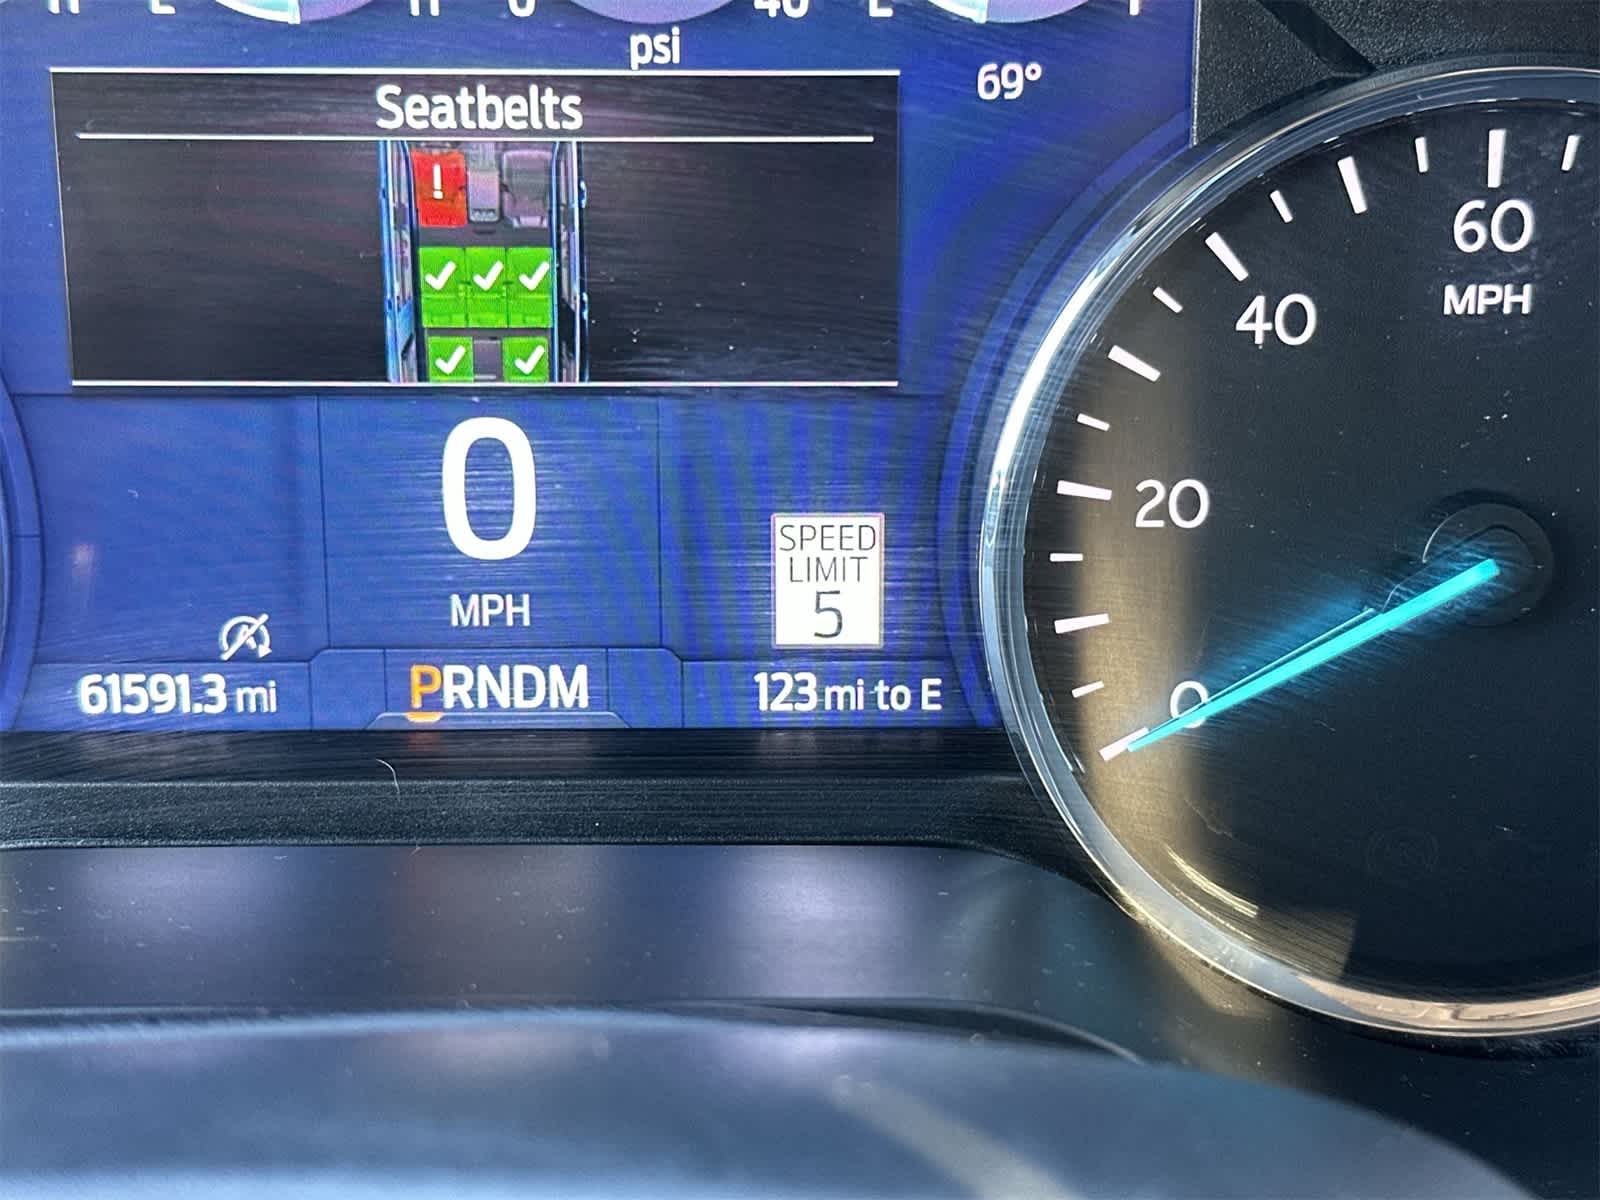 40
psi
69°
Seatbelts
!
0
MPH
SPEED
LIMIT
5
61591.3 mi
PRNDM
123 mi to E
60
MPH
40
20
0